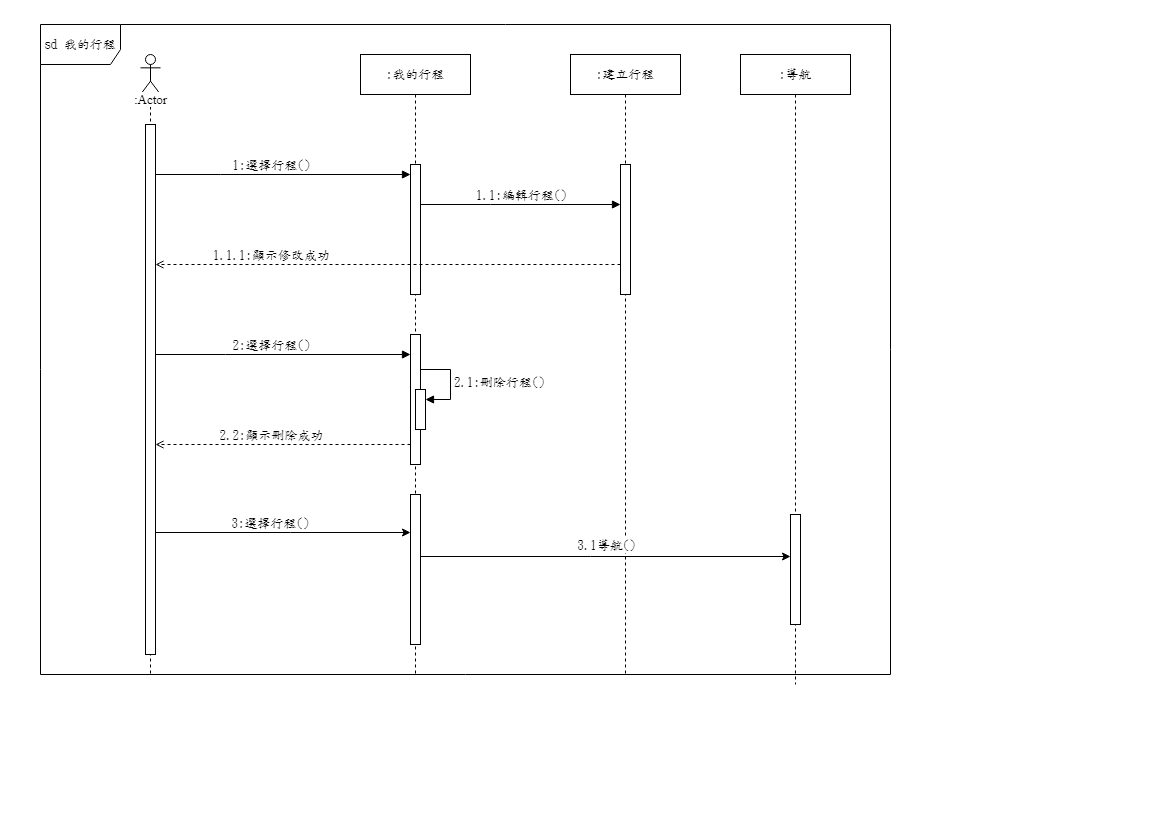 sd 我的行程
:Actor
:我的行程
:建立行程
:導航
1:選擇行程()
1.1:編輯行程()
1.1.1:顯示修改成功
2:選擇行程()
2.1:刪除行程()
2.2:顯示刪除成功
3:選擇行程()
3.1導航()